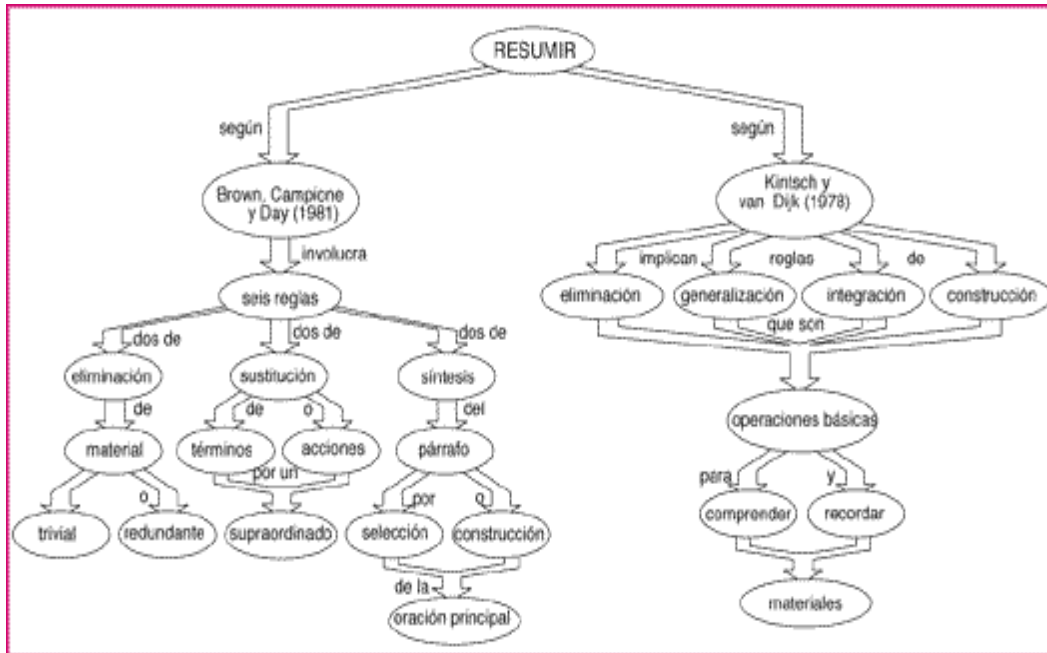 RESUMIR
según
según
Brown, Campione
y Day (1981)
Kintsch y
van Dijk (1978)
involucra
implican
reglas
de
seis reglas
eliminación
generalización
integración
construcción
que son
dos de
dos de
dos de
eliminación
sustitución
síntesis
de
de
o
del
operaciones básicas
material
términos
acciones
párrafo
por un
para
y
o
por
o
comprender
recordar
trivial
redundante
supraordinado
selección
construcción
de la
oración principal
materiales